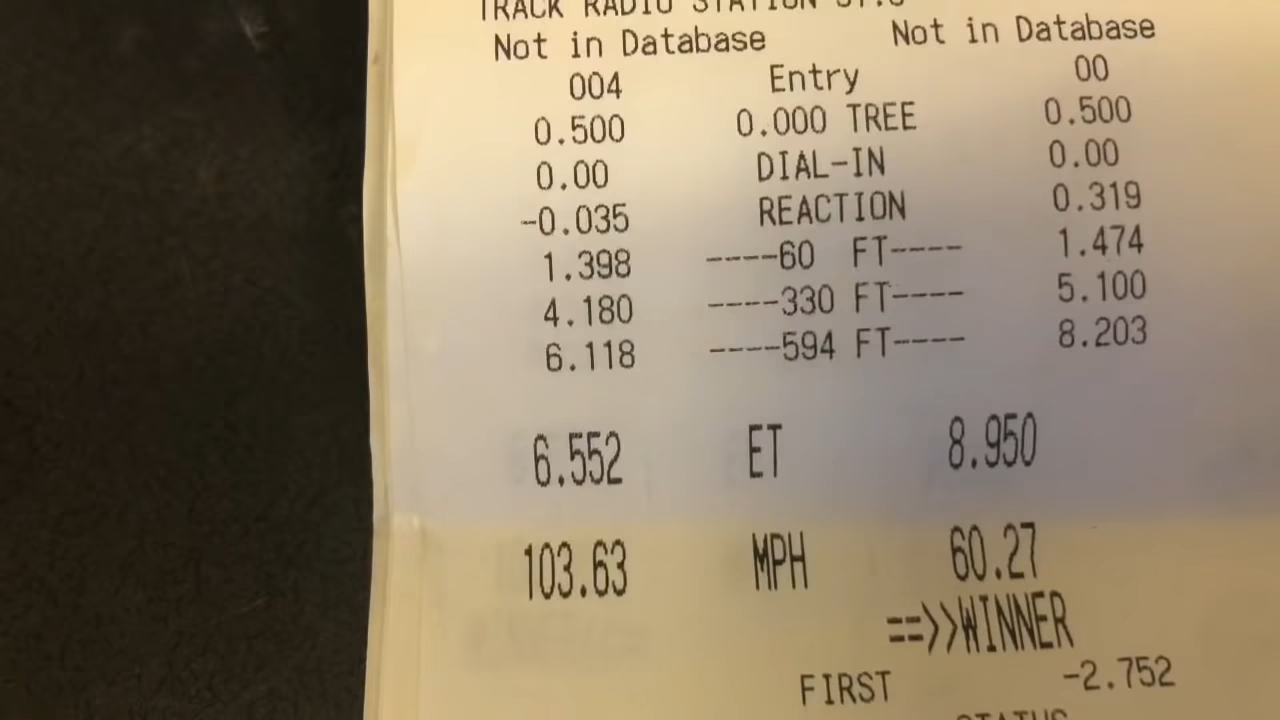 TRACK RADIO STATION
Not in Database Not in Database
004 Entry 00
0.500 0.000 TREE 0.500
0.00 DIAL-IN 0.00
-0.035 REACTION 0.319
1.398 ----60 FT---- 1.474
4.180 ----330 FT---- 5.100
6.118 ----594 FT---- 8.203
6.552 ET 8.950
103.63 MPH 60.27
==>>WINNER
FIRST -2.752